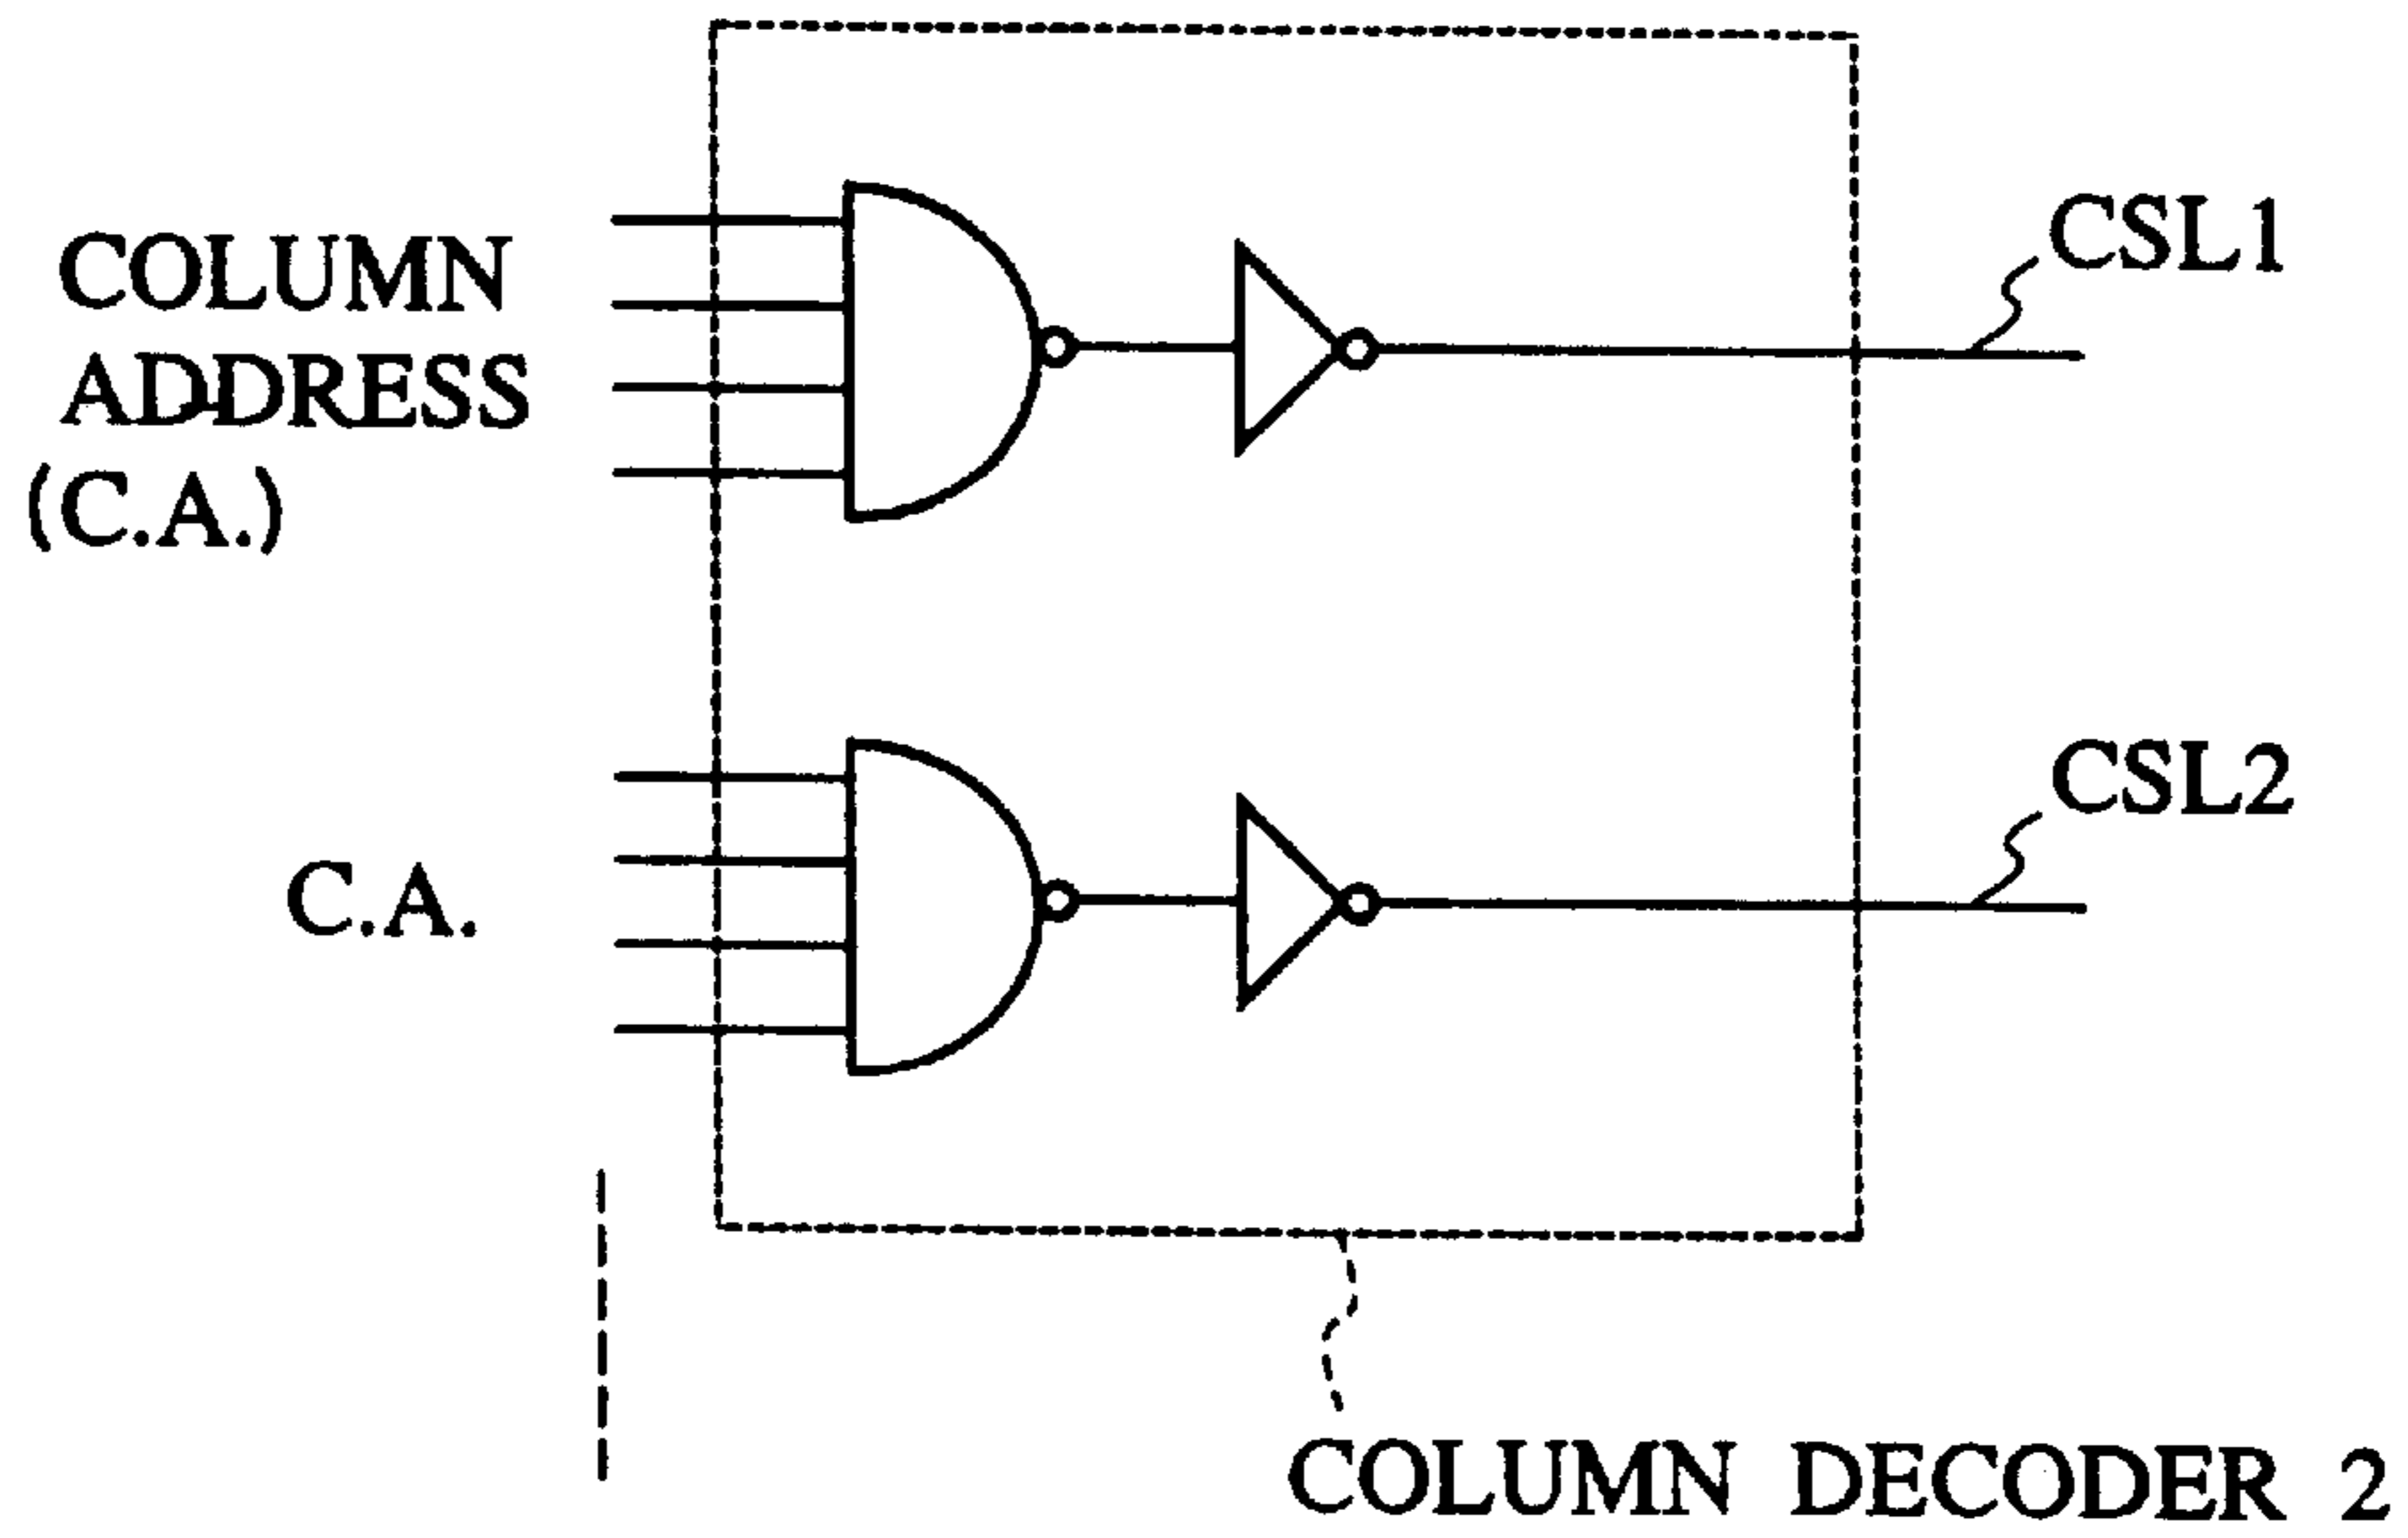 COLUMN
ADDRESS
(C.A.)
CSL1
C.A.
CSL2
COLUMN DECODER 2